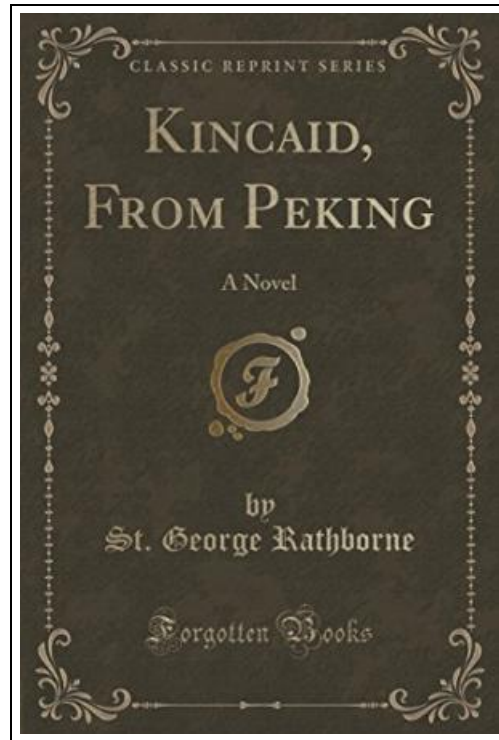 CLASSIC REPRINT SERIES
KINCAID,
FROM PEKING
A NOVEL
F
by
St. George Rathborne
Forgotten Books